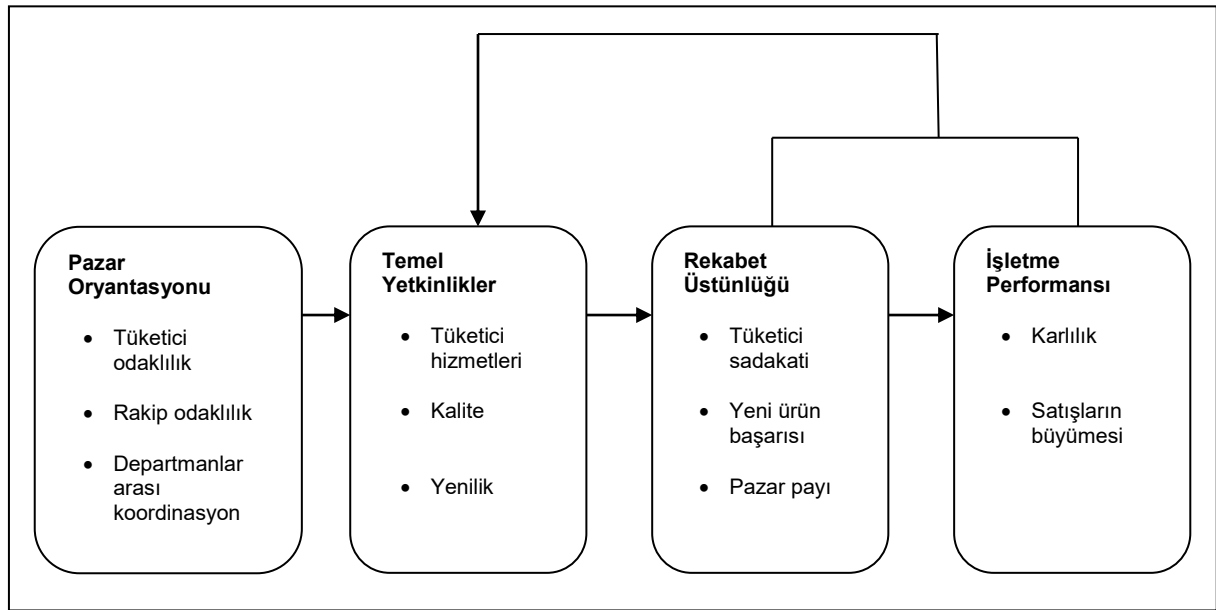 Pazar
Oryantasyonu
• Tüketici
odaklılık
• Rakip odaklılık
• Departmanlar
arası
koordinasyon
Temel
Yetkinlikler
• Tüketici
hizmetleri
• Kalite
• Yenilik
Rekabet
Üstünlüğü
• Tüketici
sadakati
• Yeni ürün
başarısı
• Pazar payı
İşletme
Performansı
• Karlılık
• Satışların
büyümesi